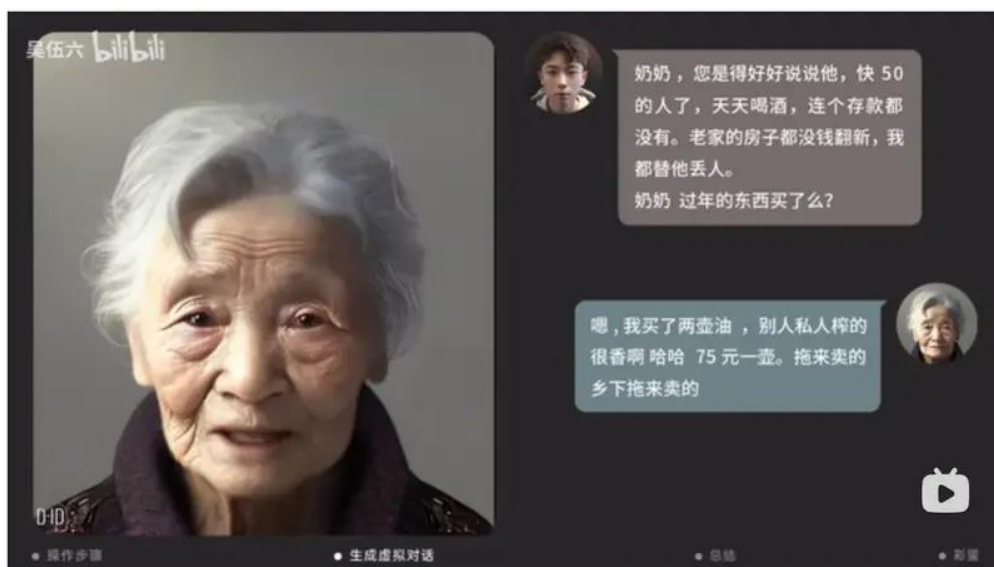 吴伍六 bilibili
奶奶，您是得好好说说他，快 50
的人了，天天喝酒，连个存款都
没有。老家的房子都没钱翻新，我
都替他丢人。
奶奶 过年的东西买了么?
嗯 , 我买了两壶油 ，别人私人榨的
很香啊 哈哈 75 元一壶。拖来卖的
乡下拖来卖的
D-ID
操作步骤
生成虚拟对话
总结
彩蛋